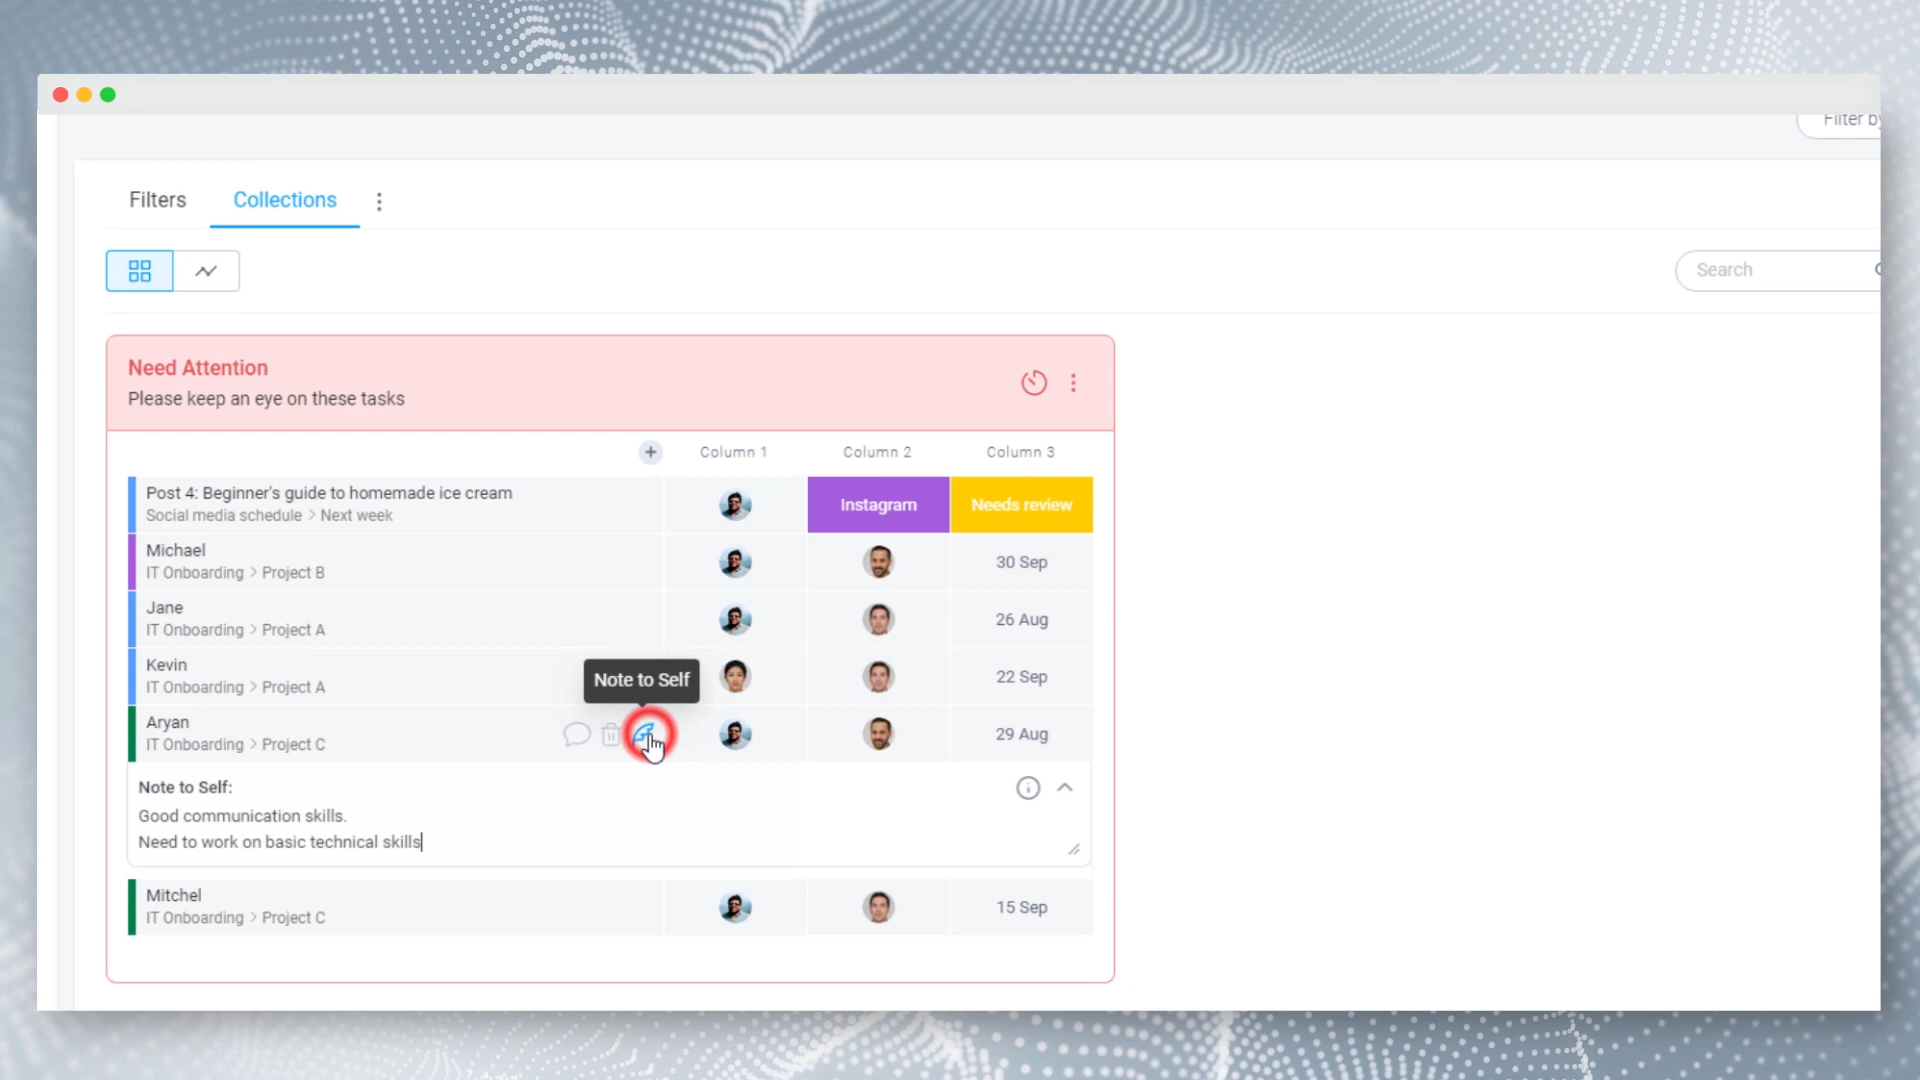 Filter by
Filters
Collections
Search
Need Attention
Please keep an eye on these tasks
Column 1
Column 2
Column 3
Post 4: Beginner's guide to homemade ice cream
Social media schedule > Next week
Instagram
Needs review
Michael
IT Onboarding > Project B
30 Sep
Jane
IT Onboarding > Project A
26 Aug
Kevin
IT Onboarding > Project A
Note to Self
22 Sep
Aryan
IT Onboarding > Project C
29 Aug
Note to Self:
Good communication skills.
Need to work on basic technical skills
Mitchel
IT Onboarding > Project C
15 Sep